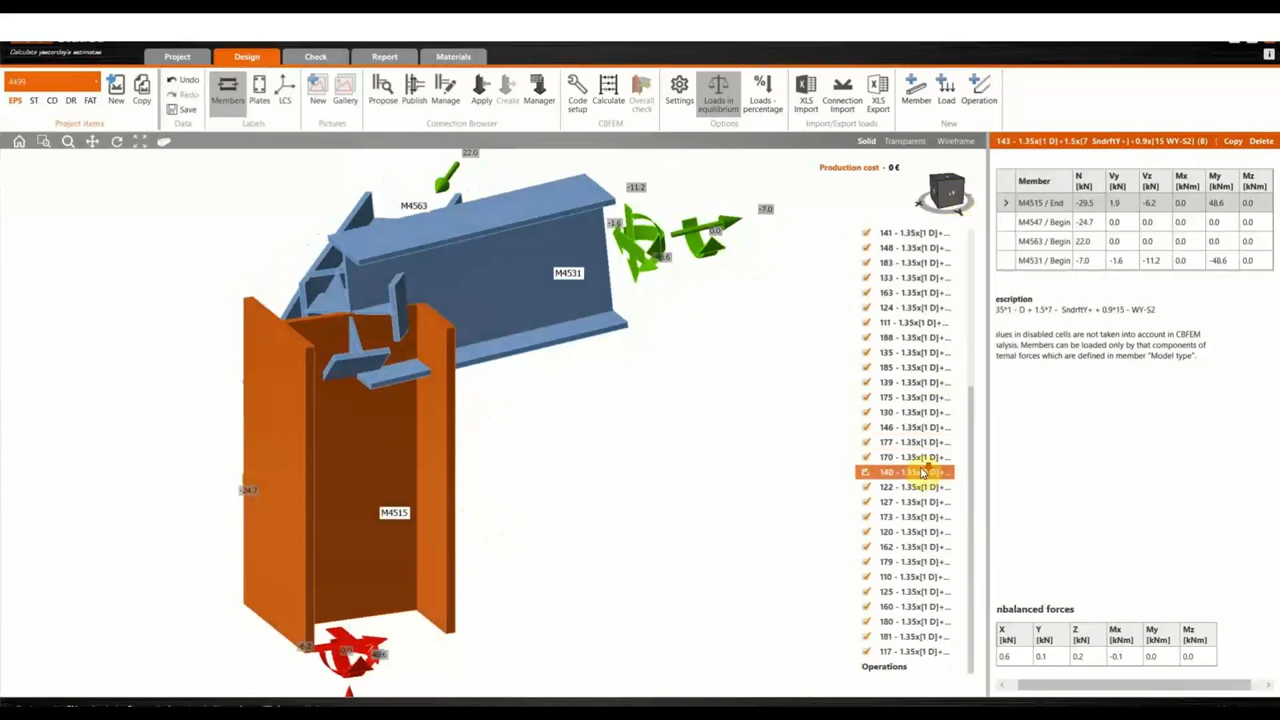 Calculate yesterday's estimates
Project Design Check Report Materials
4499
EPS ST CD DR FAT
New Copy
Undo
Redo
Save
Members Plates LCS
New Gallery
Propose Publish Manage Apply Create Manager
Code setup Calculate Overall check
Settings Loads in equilibrium Loads - percentage
XLS Import Connection Import XLS Export
Member Load Operation
Project items Data Labels Pictures Connection Browser CBFEM Options Import/Export loads New
Solid Transparent Wireframe
143 - 1.35x[1 D]+1.5x[7 SndrftY+]+0.9x[15 WY-S2] (8) Copy Delete
Production cost - 0 €
22.0
M4563
-11.2
-7.0
-1.6
0.0
48.6
M4531
-24.7
M4515
-6.2
0.0
48.6
141 - 1.35x[1 D]+...
148 - 1.35x[1 D]+...
183 - 1.35x[1 D]+...
133 - 1.35x[1 D]+...
163 - 1.35x[1 D]+...
124 - 1.35x[1 D]+...
111 - 1.35x[1 D]+...
188 - 1.35x[1 D]+...
135 - 1.35x[1 D]+...
185 - 1.35x[1 D]+...
139 - 1.35x[1 D]+...
175 - 1.35x[1 D]+...
130 - 1.35x[1 D]+...
146 - 1.35x[1 D]+...
177 - 1.35x[1 D]+...
170 - 1.35x[1 D]+...
140 - 1.35x[1 D]+...
122 - 1.35x[1 D]+...
127 - 1.35x[1 D]+...
173 - 1.35x[1 D]+...
120 - 1.35x[1 D]+...
162 - 1.35x[1 D]+...
179 - 1.35x[1 D]+...
110 - 1.35x[1 D]+...
125 - 1.35x[1 D]+...
160 - 1.35x[1 D]+...
180 - 1.35x[1 D]+...
181 - 1.35x[1 D]+...
117 - 1.35x[1 D]+...
Operations
Member N [kN] Vy [kN] Vz [kN] Mx [kNm] My [kNm] Mz [kNm]
> M4515 / End -29.5 1.9 -6.2 0.0 48.6 0.0
M4547 / Begin -24.7 0.0 0.0 0.0 0.0 0.0
M4563 / Begin 22.0 0.0 0.0 0.0 0.0 0.0
M4531 / Begin -7.0 -1.6 -11.2 0.0 -48.6 0.0
escription
35*1 - D + 1.5*7 - SndrftY+ + 0.9*15 - WY-S2
alues in disabled cells are not taken into account in CBFEM
nalysis. Members can be loaded only by that components of
ternal forces which are defined in member "Model type".
nbalanced forces
X [kN] Y [kN] Z [kN] Mx [kNm] My [kNm] Mz [kNm]
0.6 0.1 0.2 -0.1 0.0 0.0